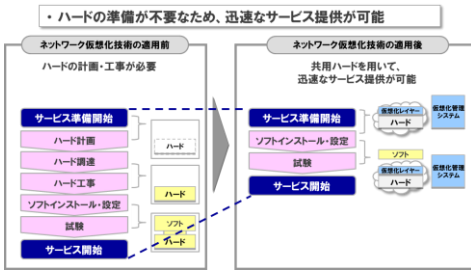 ・ハードの準備が不要なため、迅速なサービス提供が可能
ネットワーク仮想化技術の適用前
ハードの計画・工事が必要
サービス準備開始
ハード計画
ハード調達
ハード工事
ソフトインストール・設定
試験
サービス開始
ハード
ハード
ソフト
ハード
ネットワーク仮想化技術の適用後
共用ハードを用いて、
迅速なサービス提供が可能
サービス準備開始
ソフトインストール・設定
試験
サービス開始
仮想化レイヤー
ハード
仮想化管理
システム
ソフト
仮想化レイヤー
ハード
仮想化管理
システム